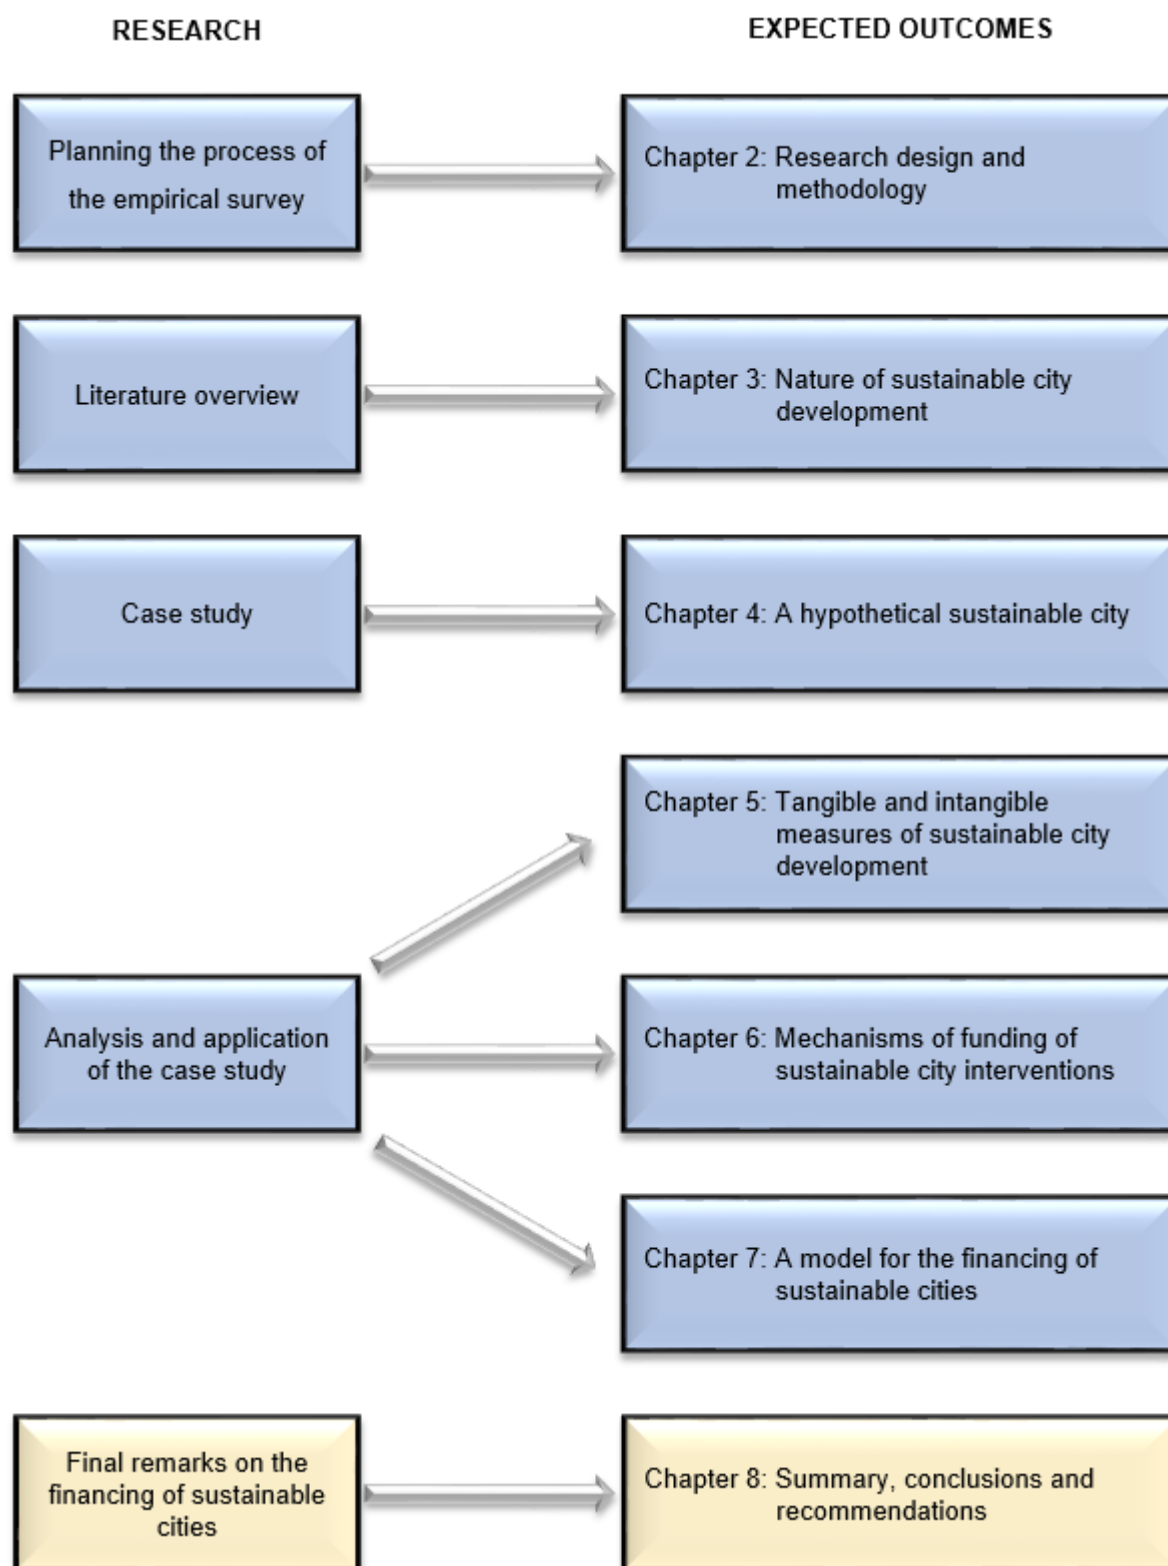 RESEARCH
EXPECTED OUTCOMES
Planning the process of
the empirical survey
Chapter 2: Research design and
methodology
Literature overview
Chapter 3: Nature of sustainable city
development
Case study
Chapter 4: A hypothetical sustainable city
Chapter 5: Tangible and intangible
measures of sustainable city
development
Analysis and application
of the case study
Chapter 6: Mechanisms of funding of
sustainable city interventions
Chapter 7: A model for the financing of
sustainable cities
Final remarks on the
financing of sustainable
cities
Chapter 8: Summary, conclusions and
recommendations